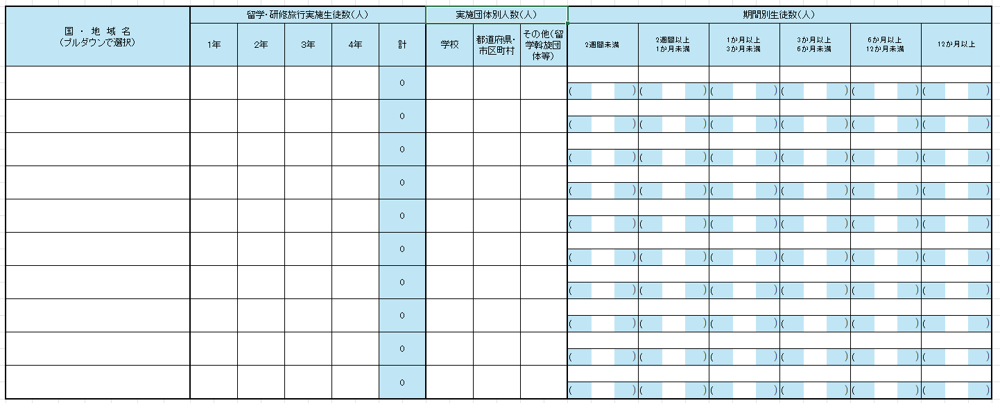 留学・研修旅行実施生徒数(人)
実施団体別人数(人)
期間別生徒数(人)
国・地域名
(プルダウンで選択)
1年
2年
3年
4年
計
学校
都道府県・
市区町村
その他(留
学斡旋団
体等)
2週間未満
2週間以上
1か月未満
1か月以上
3か月未満
3か月以上
6か月未満
6か月以上
12か月未満
12か月以上
0
( ) ( ) ( ) ( ) ( ) ( )
0
( ) ( ) ( ) ( ) ( ) ( )
0
( ) ( ) ( ) ( ) ( ) ( )
0
( ) ( ) ( ) ( ) ( ) ( )
0
( ) ( ) ( ) ( ) ( ) ( )
0
( ) ( ) ( ) ( ) ( ) ( )
0
( ) ( ) ( ) ( ) ( ) ( )
0
( ) ( ) ( ) ( ) ( ) ( )
0
( ) ( ) ( ) ( ) ( ) ( )
0
( ) ( ) ( ) ( ) ( ) ( )